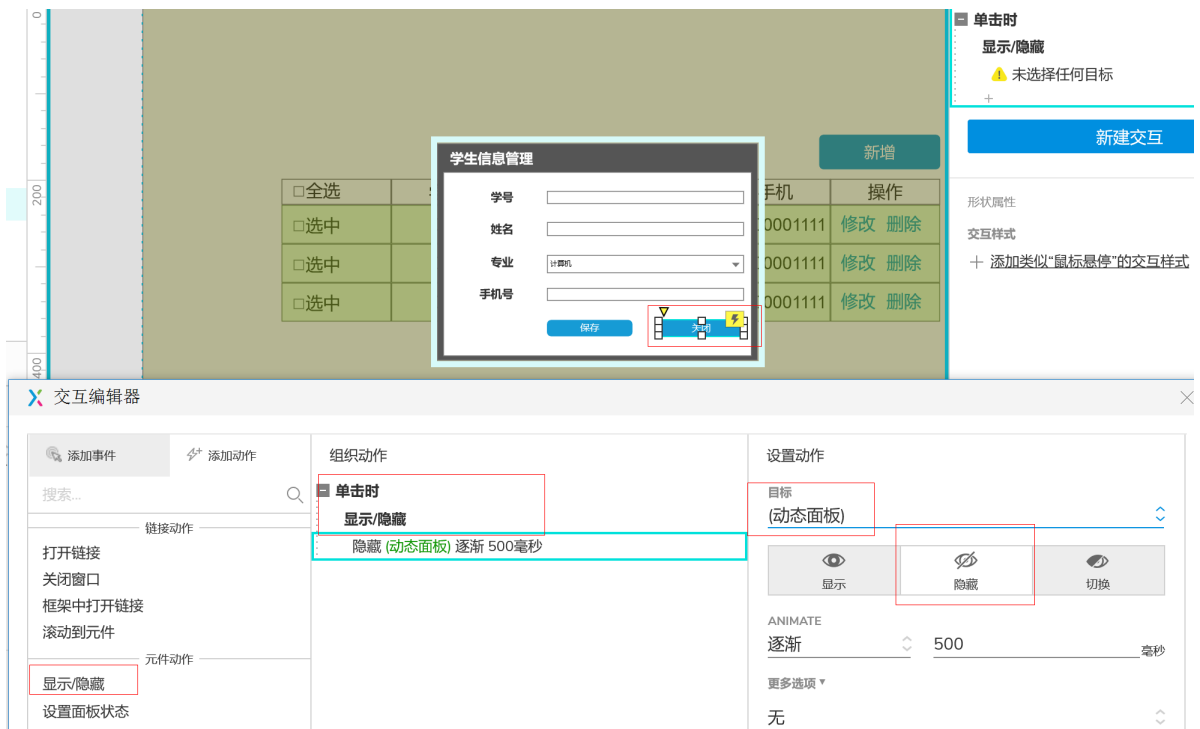 0
单击时
显示/隐藏
未选择任何目标
新建交互
形状属性
交互样式
添加类似“鼠标悬停”的交互样式
新增
200
□全选
手机
操作
□选中
0001111
修改 删除
□选中
0001111
修改 删除
□选中
0001111
修改 删除
学生信息管理
学号
姓名
专业
计算机
手机号
保存
关闭
400
交互编辑器
添加事件
添加动作
搜索...
链接动作
打开链接
关闭窗口
框架中打开链接
滚动到元件
元件动作
显示/隐藏
设置面板状态
组织动作
单击时
显示/隐藏
隐藏 (动态面板) 逐渐 500毫秒
设置动作
目标
(动态面板)
显示
隐藏
切换
ANIMATE
逐渐
500
毫秒
更多选项
无